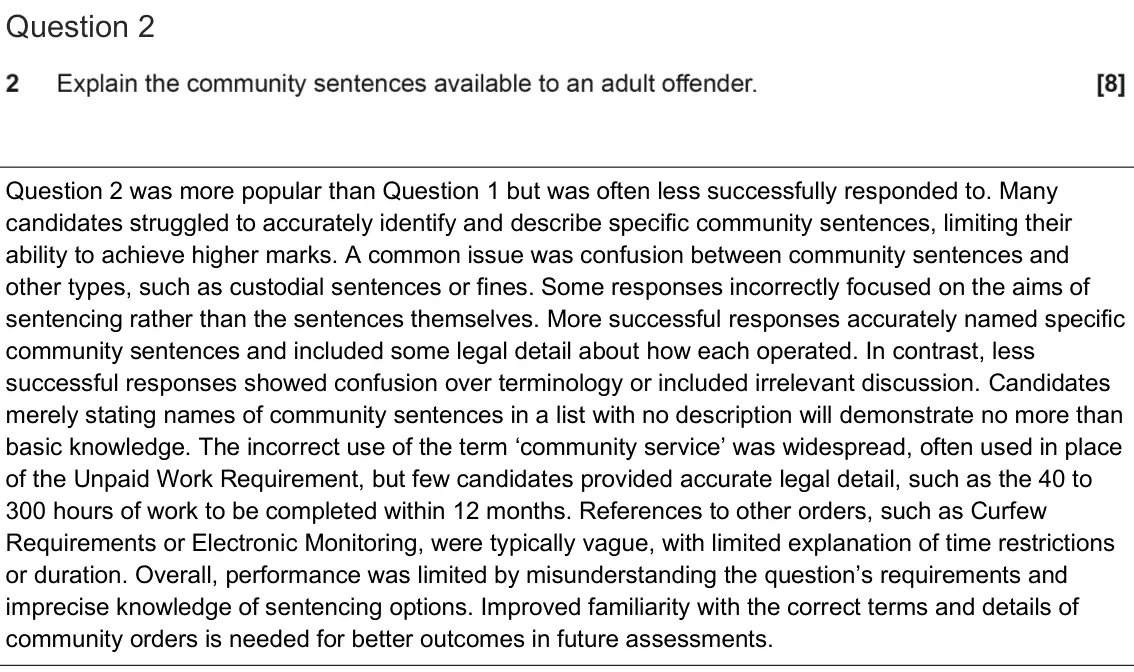 Question 2
2 Explain the community sentences available to an adult offender. [8]
Question 2 was more popular than Question 1 but was often less successfully responded to. Many
candidates struggled to accurately identify and describe specific community sentences, limiting their
ability to achieve higher marks. A common issue was confusion between community sentences and
other types, such as custodial sentences or fines. Some responses incorrectly focused on the aims of
sentencing rather than the sentences themselves. More successful responses accurately named specific
community sentences and included some legal detail about how each operated. In contrast, less
successful responses showed confusion over terminology or included irrelevant discussion. Candidates
merely stating names of community sentences in a list with no description will demonstrate no more than
basic knowledge. The incorrect use of the term ‘community service’ was widespread, often used in place
of the Unpaid Work Requirement, but few candidates provided accurate legal detail, such as the 40 to
300 hours of work to be completed within 12 months. References to other orders, such as Curfew
Requirements or Electronic Monitoring, were typically vague, with limited explanation of time restrictions
or duration. Overall, performance was limited by misunderstanding the question’s requirements and
imprecise knowledge of sentencing options. Improved familiarity with the correct terms and details of
community orders is needed for better outcomes in future assessments.